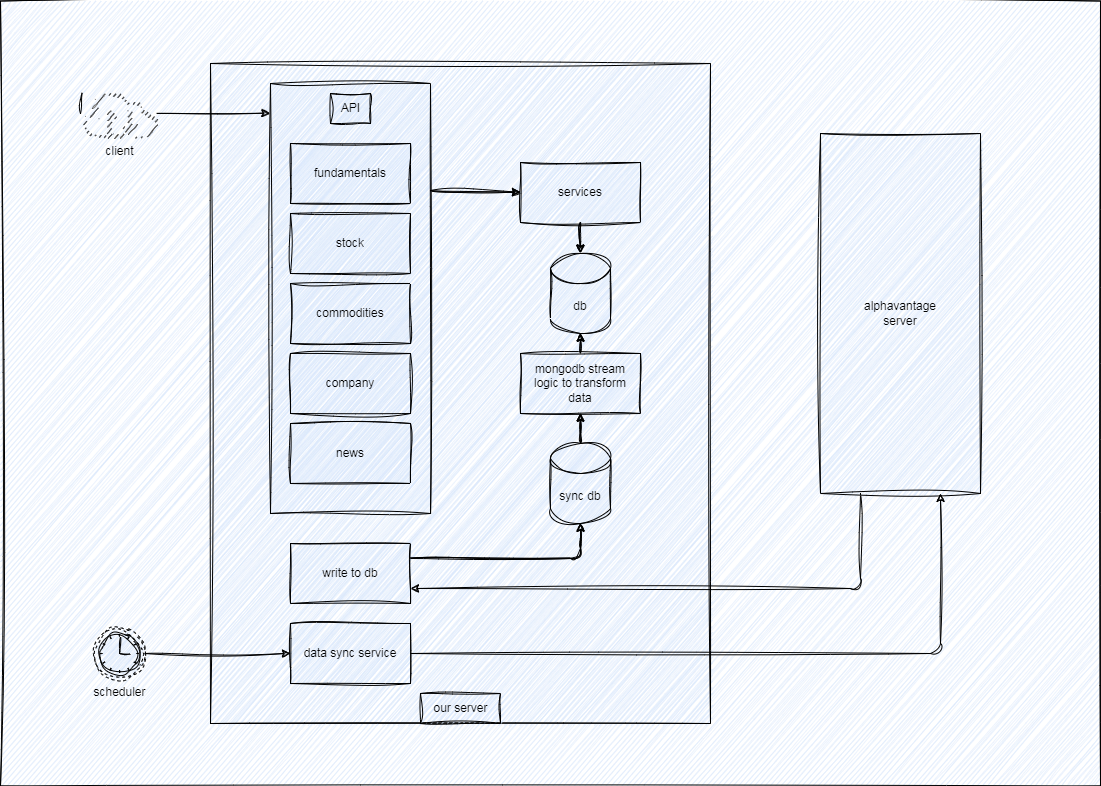 API
client
fundamentals
services
stock
db
alphavantage
server
commodities
mongodb stream
logic to transform
data
company
news
sync db
write to db
data sync service
scheduler
our server